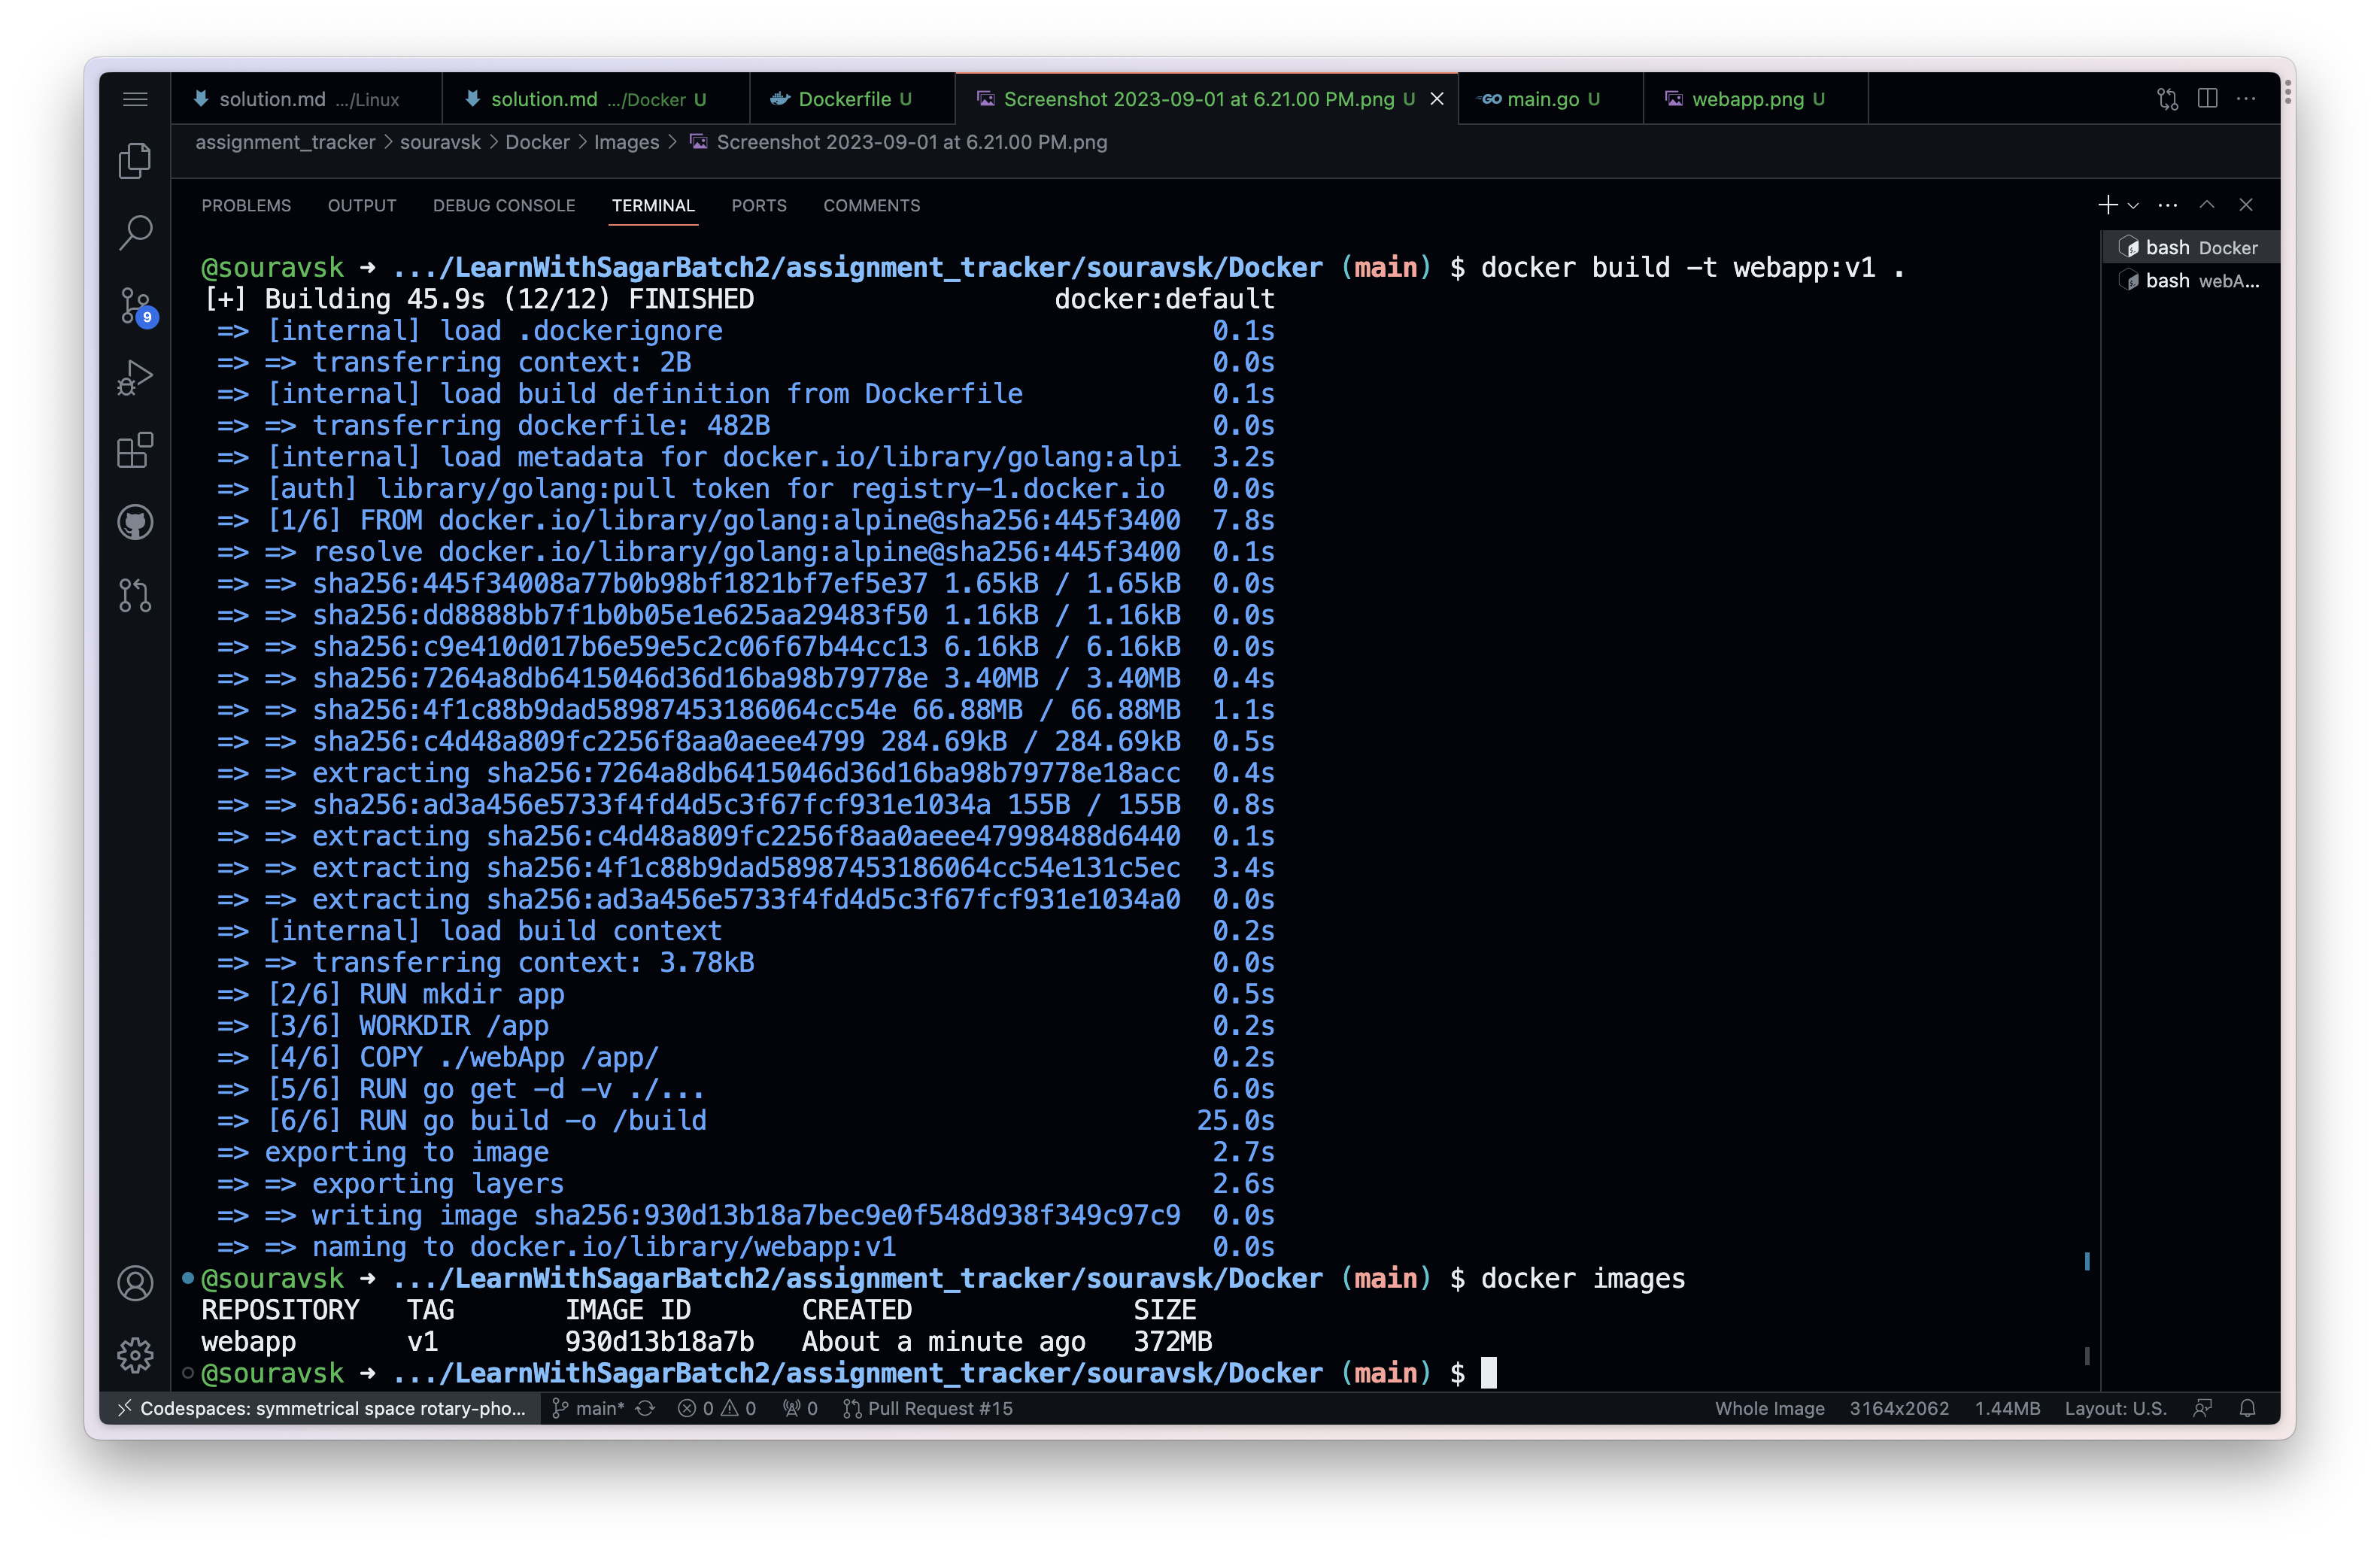 solution.md .../Linux
solution.md .../Docker U
Dockerfile U
Screenshot 2023-09-01 at 6.21.00 PM.png U
main.go U
webapp.png U
assignment_tracker > souravsk > Docker > Images > Screenshot 2023-09-01 at 6.21.00 PM.png
PROBLEMS OUTPUT DEBUG CONSOLE TERMINAL PORTS COMMENTS
bash Docker
bash webA...
@souravsk → .../LearnWithSagarBatch2/assignment_tracker/souravsk/Docker (main) $ docker build -t webapp:v1 .
[+] Building 45.9s (12/12) FINISHED docker:default
=> [internal] load .dockerignore 0.1s
=> => transferring context: 2B 0.0s
=> [internal] load build definition from Dockerfile 0.1s
=> => transferring dockerfile: 482B 0.0s
=> [internal] load metadata for docker.io/library/golang:alpi 3.2s
=> [auth] library/golang:pull token for registry-1.docker.io 0.0s
=> [1/6] FROM docker.io/library/golang:alpine@sha256:445f3400 7.8s
=> => resolve docker.io/library/golang:alpine@sha256:445f3400 0.1s
=> => sha256:445f34008a77b0b98bf1821bf7ef5e37 1.65kB / 1.65kB 0.0s
=> => sha256:dd8888bb7f1b0b05e1e625aa29483f50 1.16kB / 1.16kB 0.0s
=> => sha256:c9e410d017b6e59e5c2c06f67b44cc13 6.16kB / 6.16kB 0.0s
=> => sha256:7264a8db6415046d36d16ba98b79778e 3.40MB / 3.40MB 0.4s
=> => sha256:4f1c88b9dad58987453186064cc54e 66.88MB / 66.88MB 1.1s
=> => sha256:c4d48a809fc2256f8aa0aeee4799 284.69kB / 284.69kB 0.5s
=> => extracting sha256:7264a8db6415046d36d16ba98b79778e18acc 0.4s
=> => sha256:ad3a456e5733f4fd4d5c3f67fcf931e1034a 155B / 155B 0.8s
=> => extracting sha256:c4d48a809fc2256f8aa0aeee47998488d6440 0.1s
=> => extracting sha256:4f1c88b9dad58987453186064cc54e131c5ec 3.4s
=> => extracting sha256:ad3a456e5733f4fd4d5c3f67fcf931e1034a0 0.0s
=> [internal] load build context 0.2s
=> => transferring context: 3.78kB 0.0s
=> [2/6] RUN mkdir app 0.5s
=> [3/6] WORKDIR /app 0.2s
=> [4/6] COPY ./webApp /app/ 0.2s
=> [5/6] RUN go get -d -v ./... 6.0s
=> [6/6] RUN go build -o /build 25.0s
=> exporting to image 2.7s
=> => exporting layers 2.6s
=> => writing image sha256:930d13b18a7bec9e0f548d938f349c97c9 0.0s
=> => naming to docker.io/library/webapp:v1 0.0s
@souravsk → .../LearnWithSagarBatch2/assignment_tracker/souravsk/Docker (main) $ docker images
REPOSITORY TAG IMAGE ID CREATED SIZE
webapp v1 930d13b18a7b About a minute ago 372MB
@souravsk → .../LearnWithSagarBatch2/assignment_tracker/souravsk/Docker (main) $
9
Codespaces: symmetrical space rotary-pho... main* 0 0 0 Pull Request #15 Whole Image 3164x2062 1.44MB Layout: U.S.